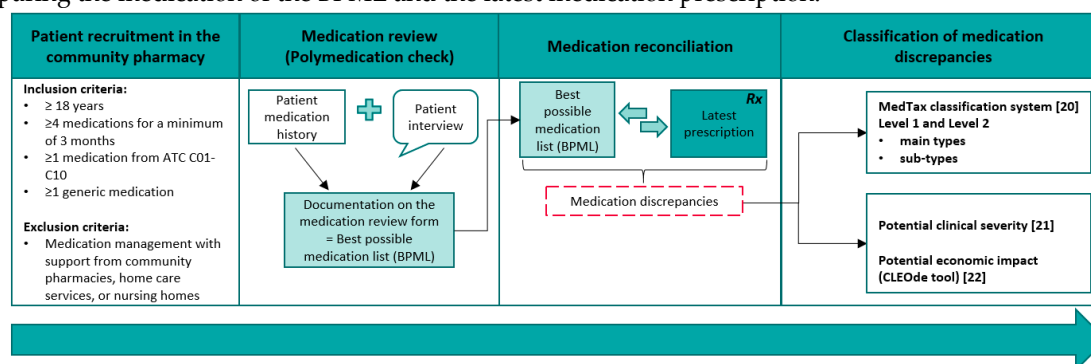 paring the medication of the BPML and the latest medication prescription.
Patient recruitment in the
community pharmacy
Medication review
(Polymedication check)
Medication reconciliation
Classification of medication
discrepancies
Inclusion criteria:
• ≥ 18 years
• ≥4 medications for a minimum
of 3 months
• ≥1 medication from ATC C01-
C10
• ≥1 generic medication
Exclusion criteria:
• Medication management with
support from community
pharmacies, home care
services, or nursing homes
Patient
medication
history
Patient
interview
Documentation on the
medication review form
= Best possible
medication list (BPML)
Best
possible
medication
list (BPML)
Rx
Latest
prescription
Medication discrepancies
MedTax classification system [20]
Level 1 and Level 2
• main types
• sub-types
Potential clinical severity [21]
Potential economic impact
(CLEOde tool) [22]